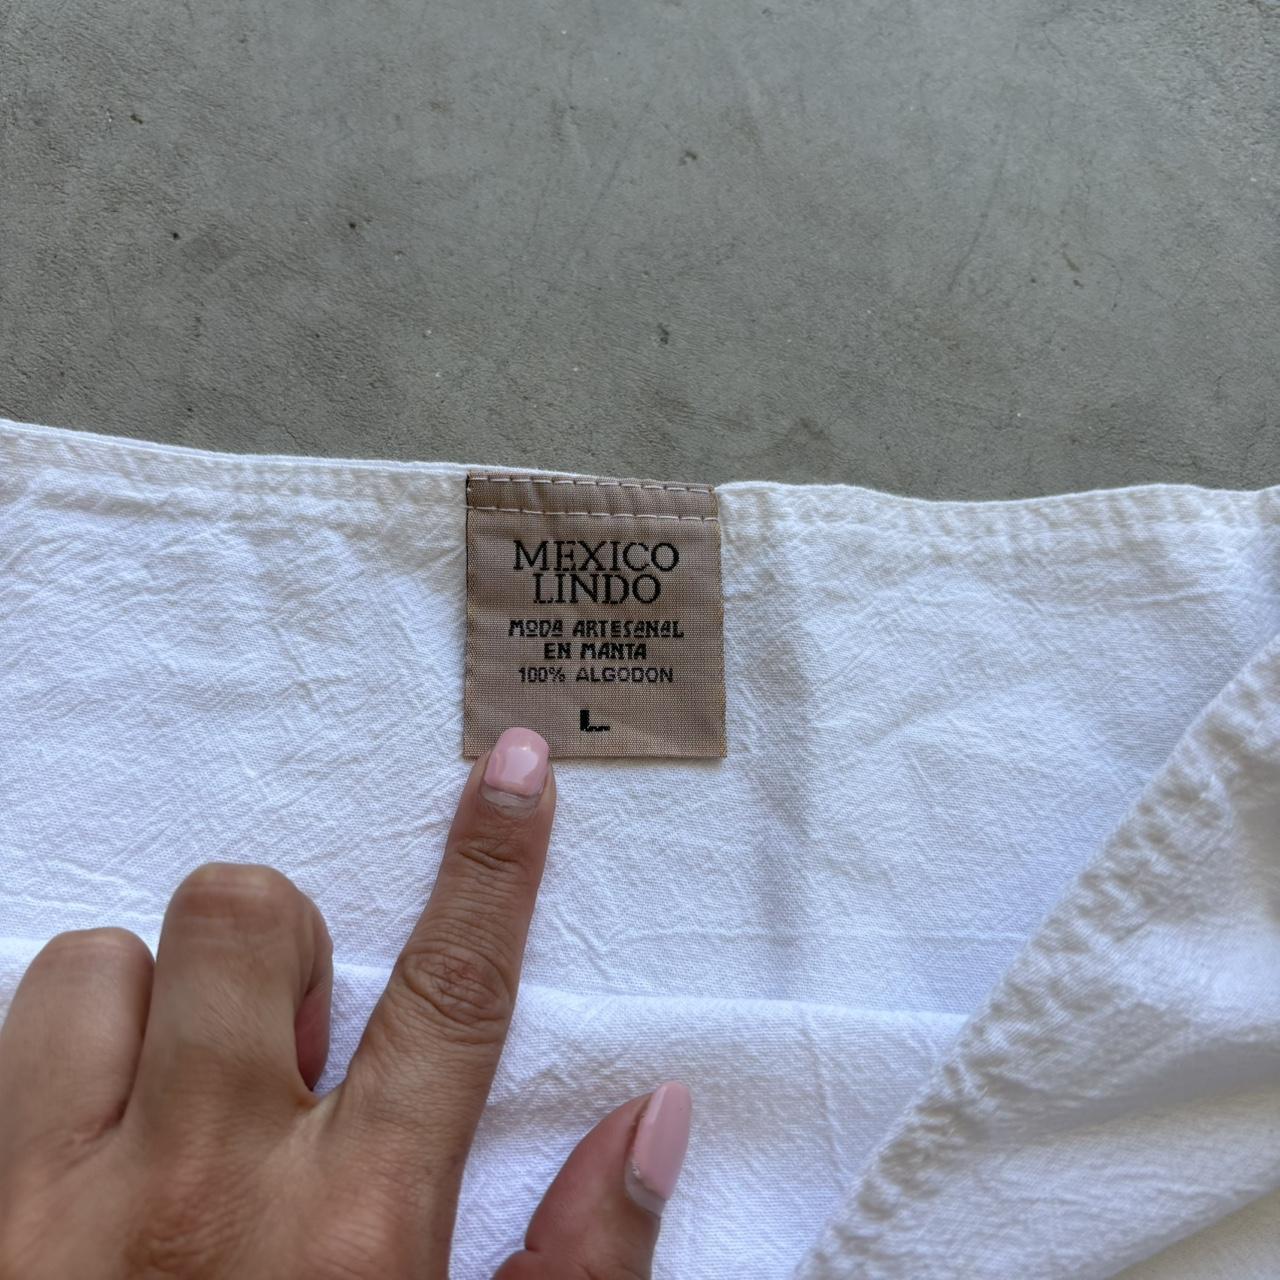 MEXICO
LINDO
MODA ARTESANAL
EN MANTA
100% ALGODON
L